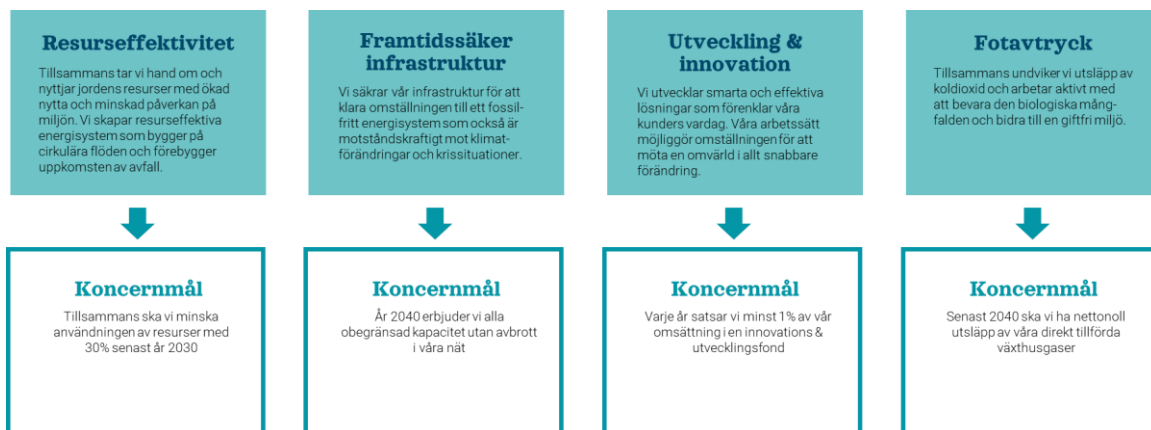 Resurseffektivitet
Tillsammans tar vi hand om och
nyttjar jordens resurser med ökad
nytta och minskad påverkan på
miljön. Vi skapar resurseffektiva
energisystem som bygger på
cirkulära flöden och förebygger
uppkomsten av avfall.
Framtidssäker
infrastruktur
Vi säkrar vår infrastruktur för att
klara omställningen till ett fossil-
fritt energisystem som också är
motståndskraftigt mot klimat-
förändringar och krissituationer.
Utveckling &
innovation
Vi utvecklar smarta och effektiva
lösningar som förenklar våra
kunders vardag. Våra arbetssätt
möjliggör omställningen för att
möta en omvärld i allt snabbare
förändring.
Fotavtryck
Tillsammans undviker vi utsläpp av
koldioxid och arbetar aktivt med
att bevara den biologiska mång-
falden och bidra till en giftfri miljö.
Koncernmål
Tillsammans ska vi minska
användningen av resurser med
30% senast år 2030
Koncernmål
År 2040 erbjuder vi alla
obegränsad kapacitet utan avbrott
i våra nät
Koncernmål
Varje år satsar vi minst 1% av vår
omsättning i en innovations &
utvecklingsfond
Koncernmål
Senast 2040 ska vi ha nettonoll
utsläpp av våra direkt tillförda
växthusgaser